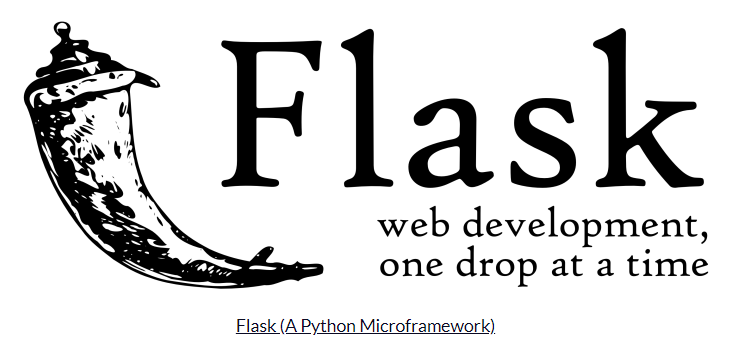 Flask
web development,
one drop at a time
Flask (A Python Microframework)